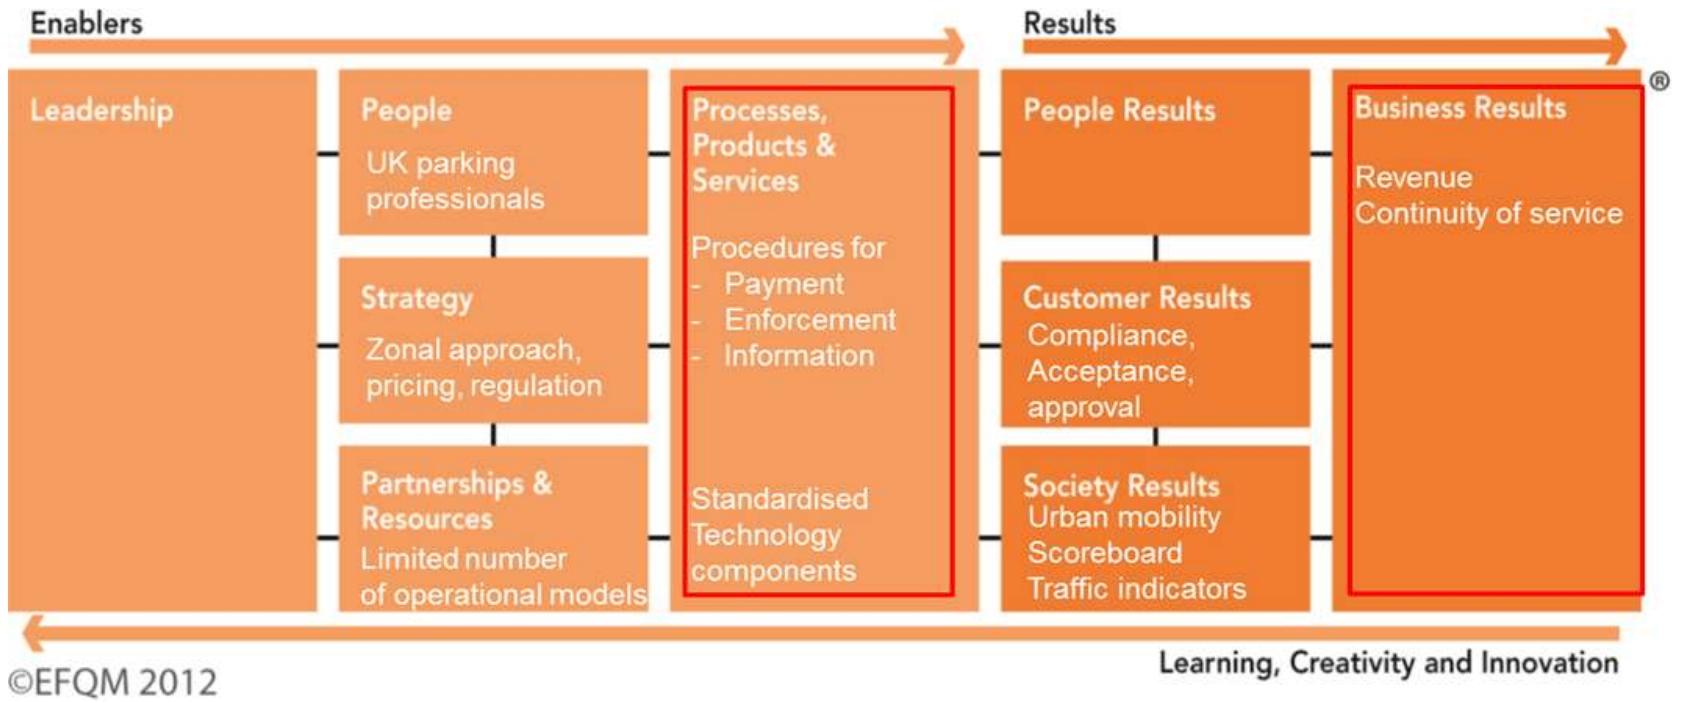 Enablers
Results
®
Leadership
People
UK parking
professionals
Strategy
Zonal approach,
pricing, regulation
Partnerships &
Resources
Limited number
of operational models
Processes,
Products &
Services
Procedures for
- Payment
- Enforcement
- Information
Standardised
Technology
components
People Results
Customer Results
Compliance,
Acceptance,
approval
Society Results
Urban mobility
Scoreboard
Traffic indicators
Business Results
Revenue
Continuity of service
Learning, Creativity and Innovation
©EFQM 2012